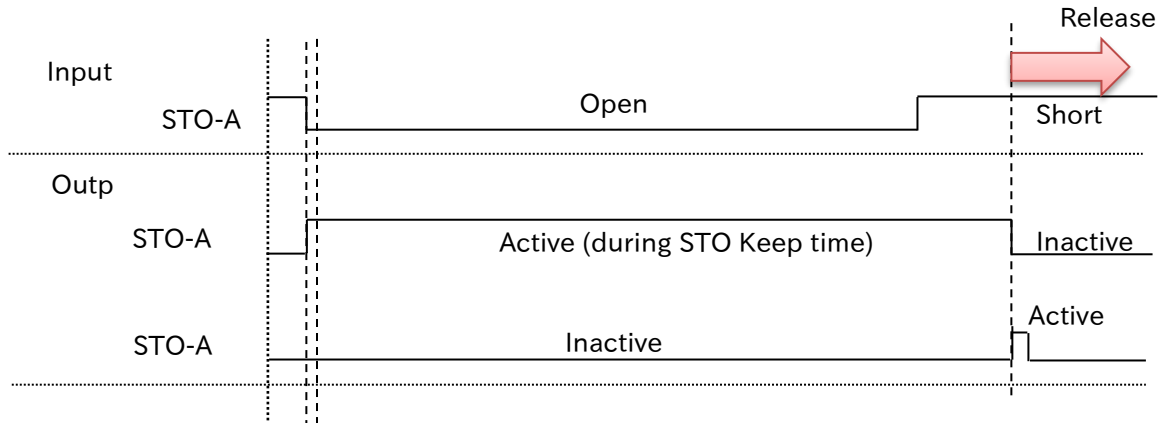 Release
Input
STO-A
Open
Short
Outp
STO-A
Active (during STO Keep time)
Inactive
Active
STO-A
Inactive